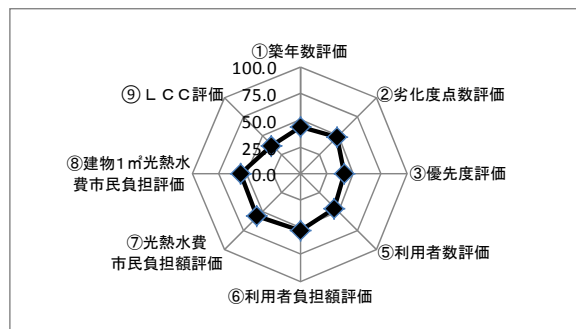 ①築年数評価
100.0
75.0
50.0
25.0
0.0
②劣化度点数評価
③優先度評価
⑤利用者数評価
⑥利用者負担額評価
⑦光熱水費
市民負担額評価
⑧建物1㎡光熱水
費市民負担評価
⑨ＬＣＣ評価